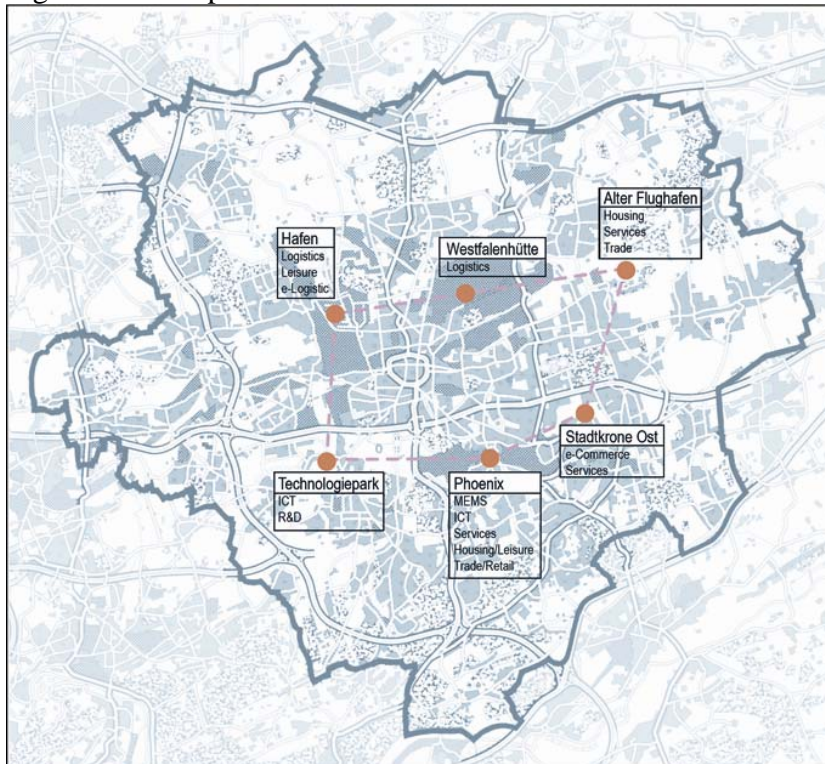 Alter Flughafen
Housing
Services
Trade
Hafen
Logistics
Leisure
e-Logistic
Westfalenhütte
Logistics
Stadtkrone Ost
e-Commerce
Services
Technologiepark
ICT
R&D
Phoenix
MEMS
ICT
Services
Housing/Leisure
Trade/Retail